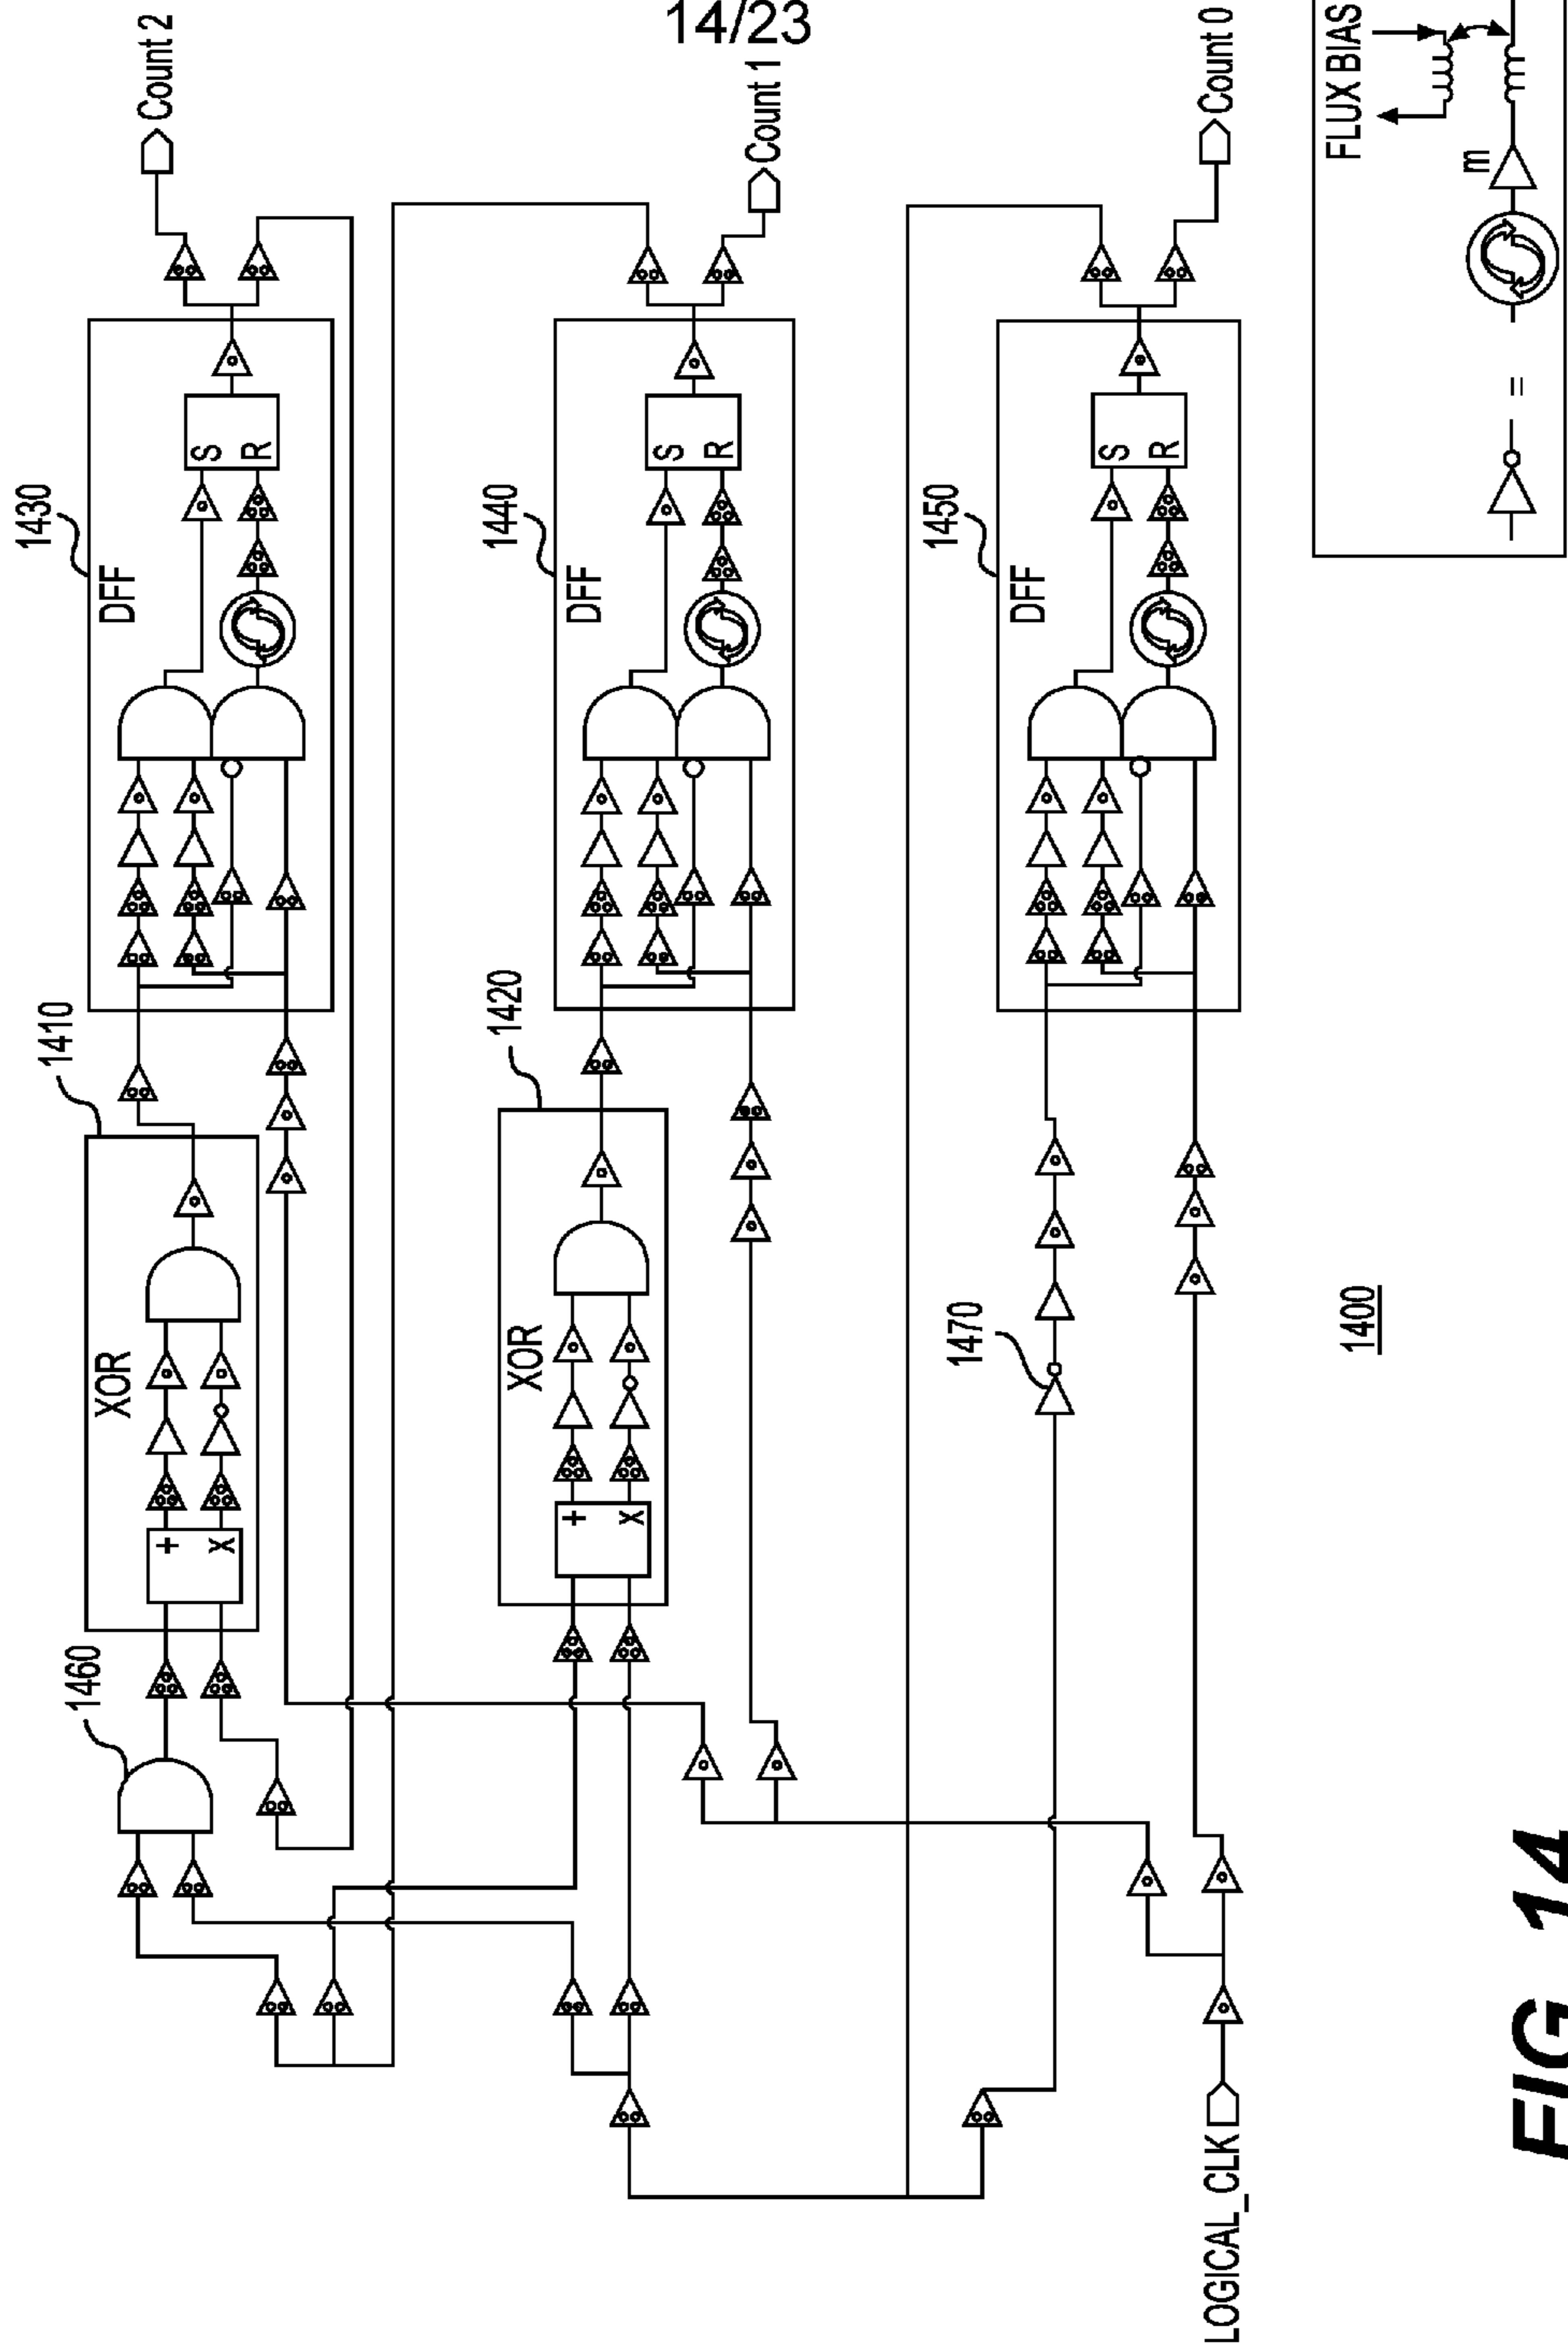 14/23
1430
DFF
S
R
Count 2
1410
XOR
+
X
1460
1440
DFF
S
R
Count 1
1420
XOR
+
X
1450
DFF
S
R
Count 0
1470
LOGICAL_CLK
1400
FLUX BIAS
m
=
FIG. 14